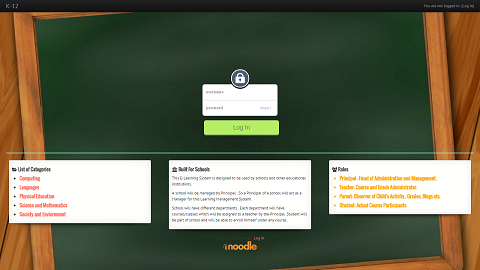 K-12
You are not logged in. (Log in)
username
password
Log In
List of Categories
Computing
Languages
Physical Education
Science and Mathematics
Society and Enviorment
Built For Schools
This E-Learning System is designed to be used by schools and other educational
institutions.
A school will be managed by Principal. So a Principal of a school will act as a
manager for this Learning Management System.
School will have different departments . Each department will have
courses/classes which will be assigned to a teacher by the Principal. Student will
be part of school and will be able to enroll himself under any course .
Roles
Principal- Head of Administration and Management.
Teacher-Course and Grade Administrator.
Parent-Observer of Child's Activity , Grades, Blogs etc.
Student-Actual Course Participants
Log in
moodle